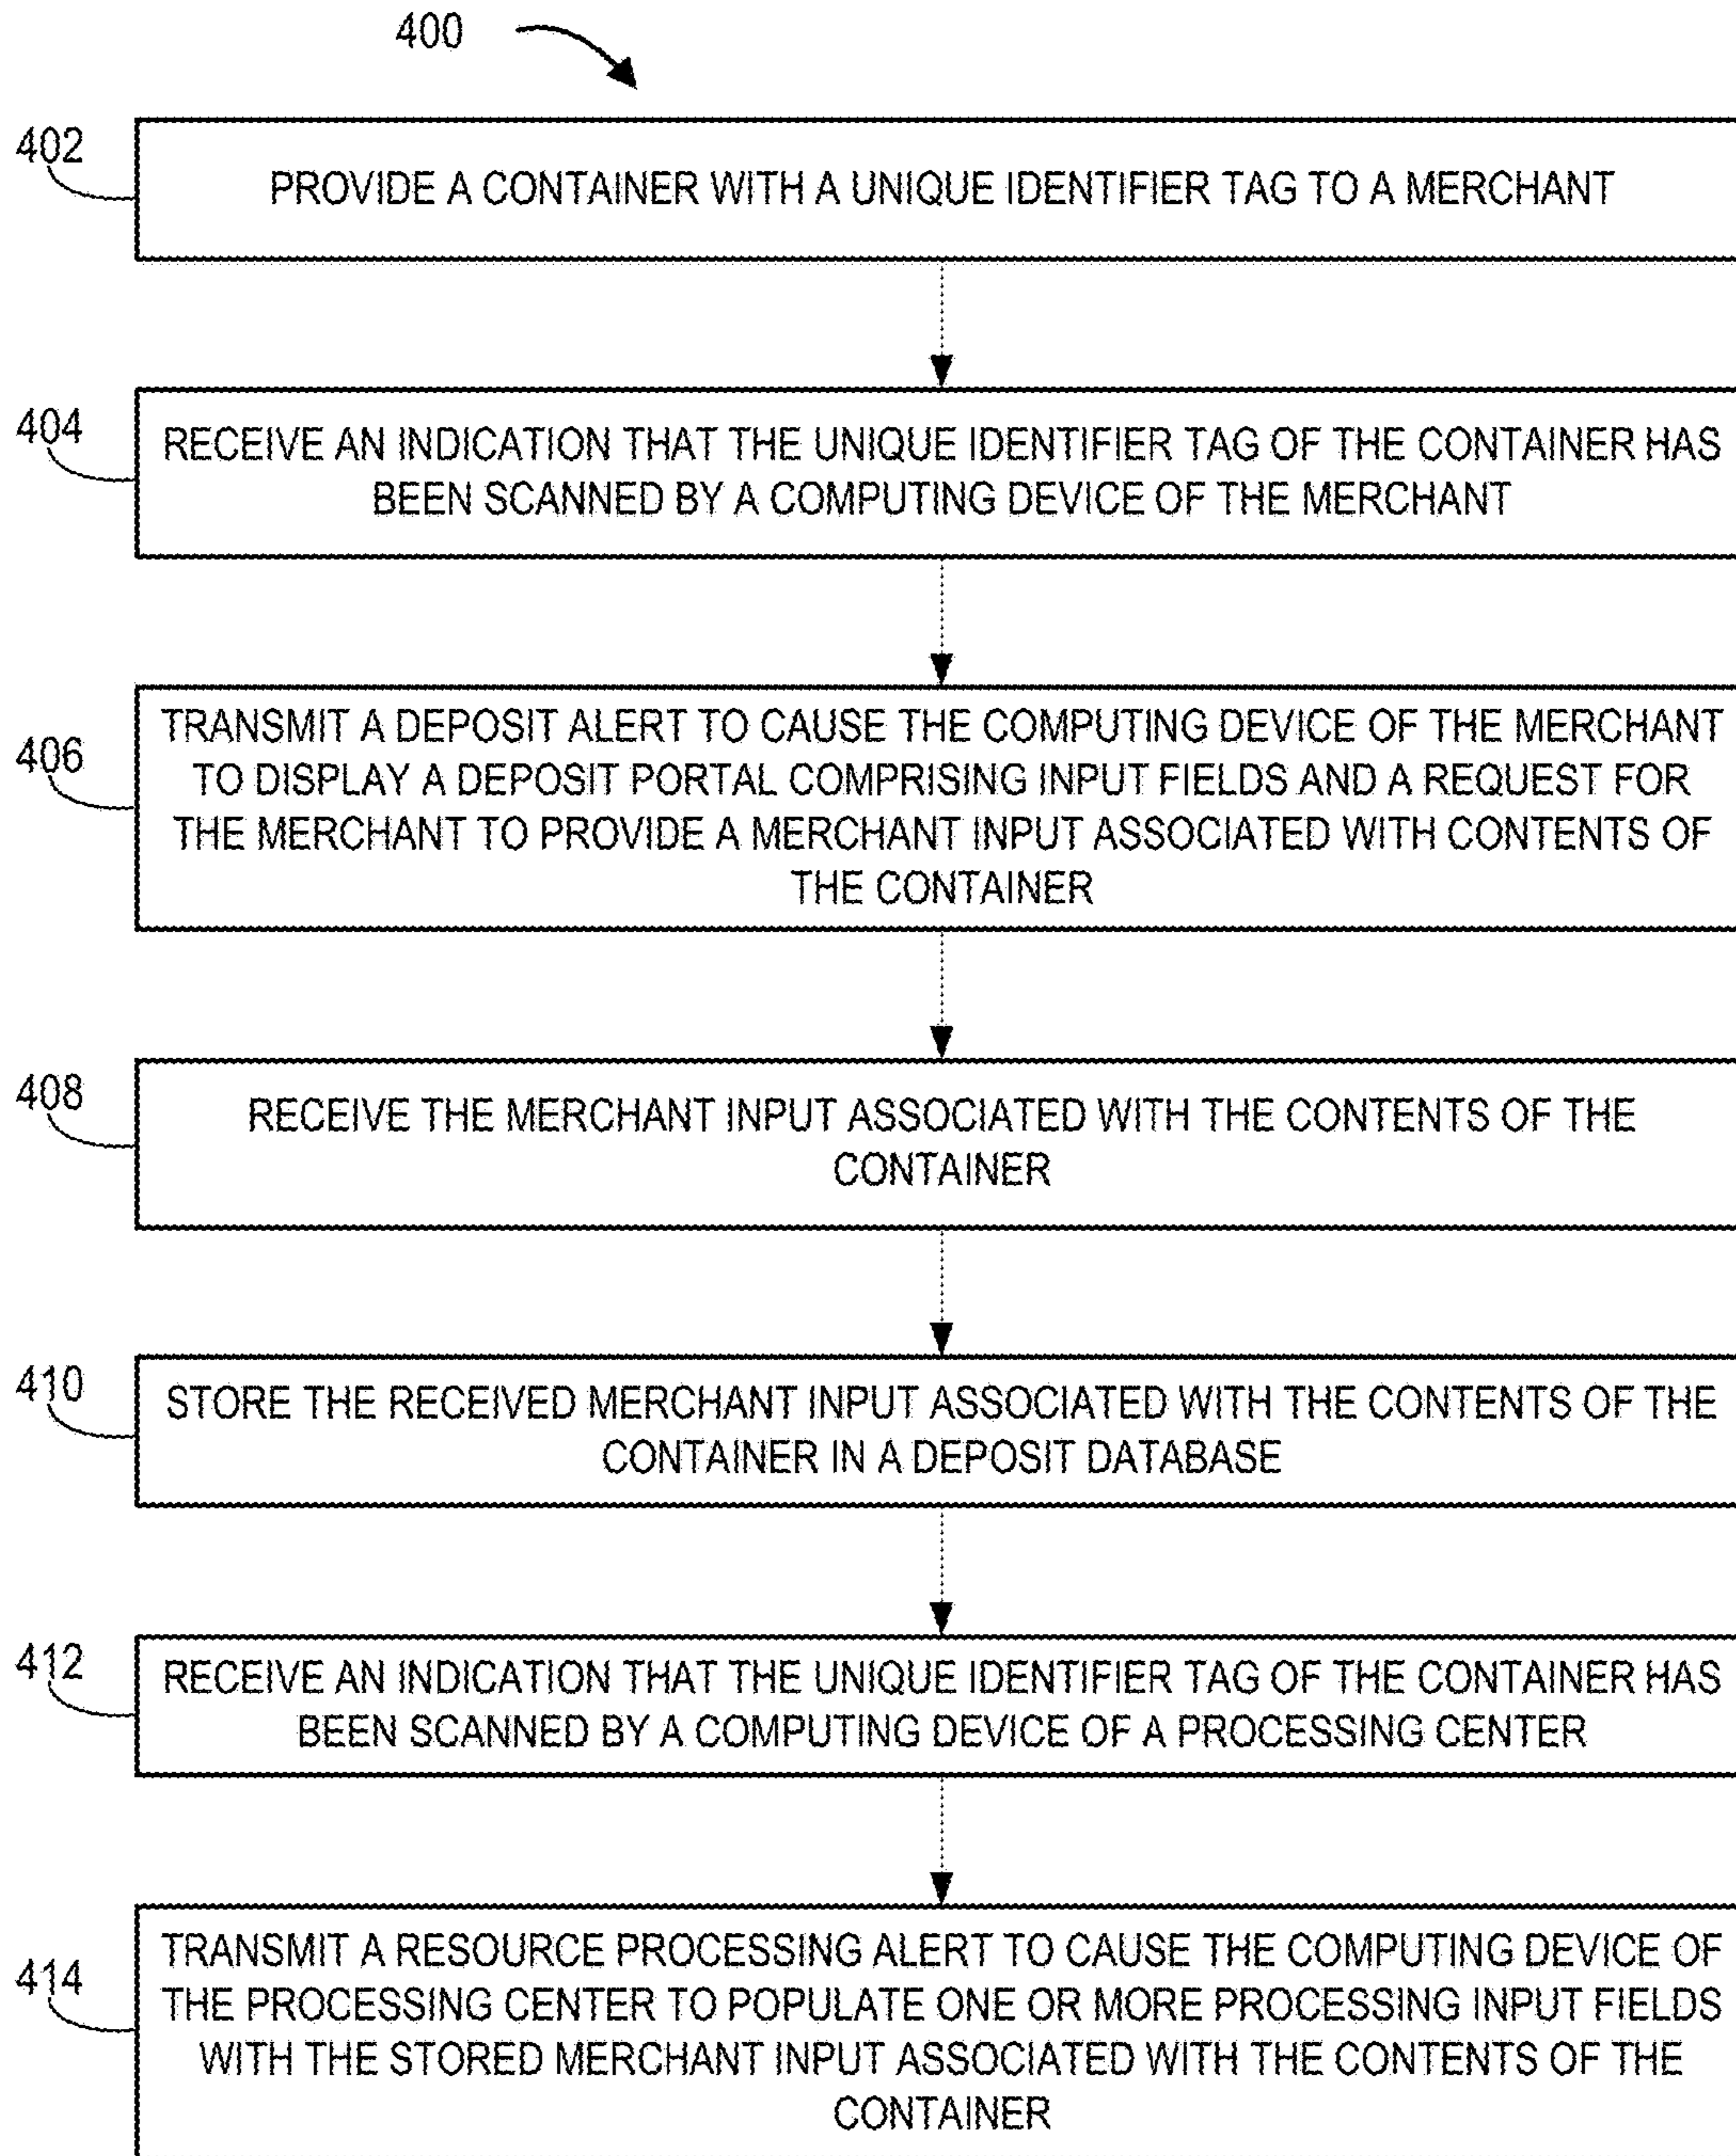 400
402
PROVIDE A CONTAINER WITH A UNIQUE IDENTIFIER TAG TO A MERCHANT
404
RECEIVE AN INDICATION THAT THE UNIQUE IDENTIFIER TAG OF THE CONTAINER HAS
BEEN SCANNED BY A COMPUTING DEVICE OF THE MERCHANT
406
TRANSMIT A DEPOSIT ALERT TO CAUSE THE COMPUTING DEVICE OF THE MERCHANT
TO DISPLAY A DEPOSIT PORTAL COMPRISING INPUT FIELDS AND A REQUEST FOR
THE MERCHANT TO PROVIDE A MERCHANT INPUT ASSOCIATED WITH CONTENTS OF
THE CONTAINER
408
RECEIVE THE MERCHANT INPUT ASSOCIATED WITH THE CONTENTS OF THE
CONTAINER
410
STORE THE RECEIVED MERCHANT INPUT ASSOCIATED WITH THE CONTENTS OF THE
CONTAINER IN A DEPOSIT DATABASE
412
RECEIVE AN INDICATION THAT THE UNIQUE IDENTIFIER TAG OF THE CONTAINER HAS
BEEN SCANNED BY A COMPUTING DEVICE OF A PROCESSING CENTER
414
TRANSMIT A RESOURCE PROCESSING ALERT TO CAUSE THE COMPUTING DEVICE OF
THE PROCESSING CENTER TO POPULATE ONE OR MORE PROCESSING INPUT FIELDS
WITH THE STORED MERCHANT INPUT ASSOCIATED WITH THE CONTENTS OF THE
CONTAINER